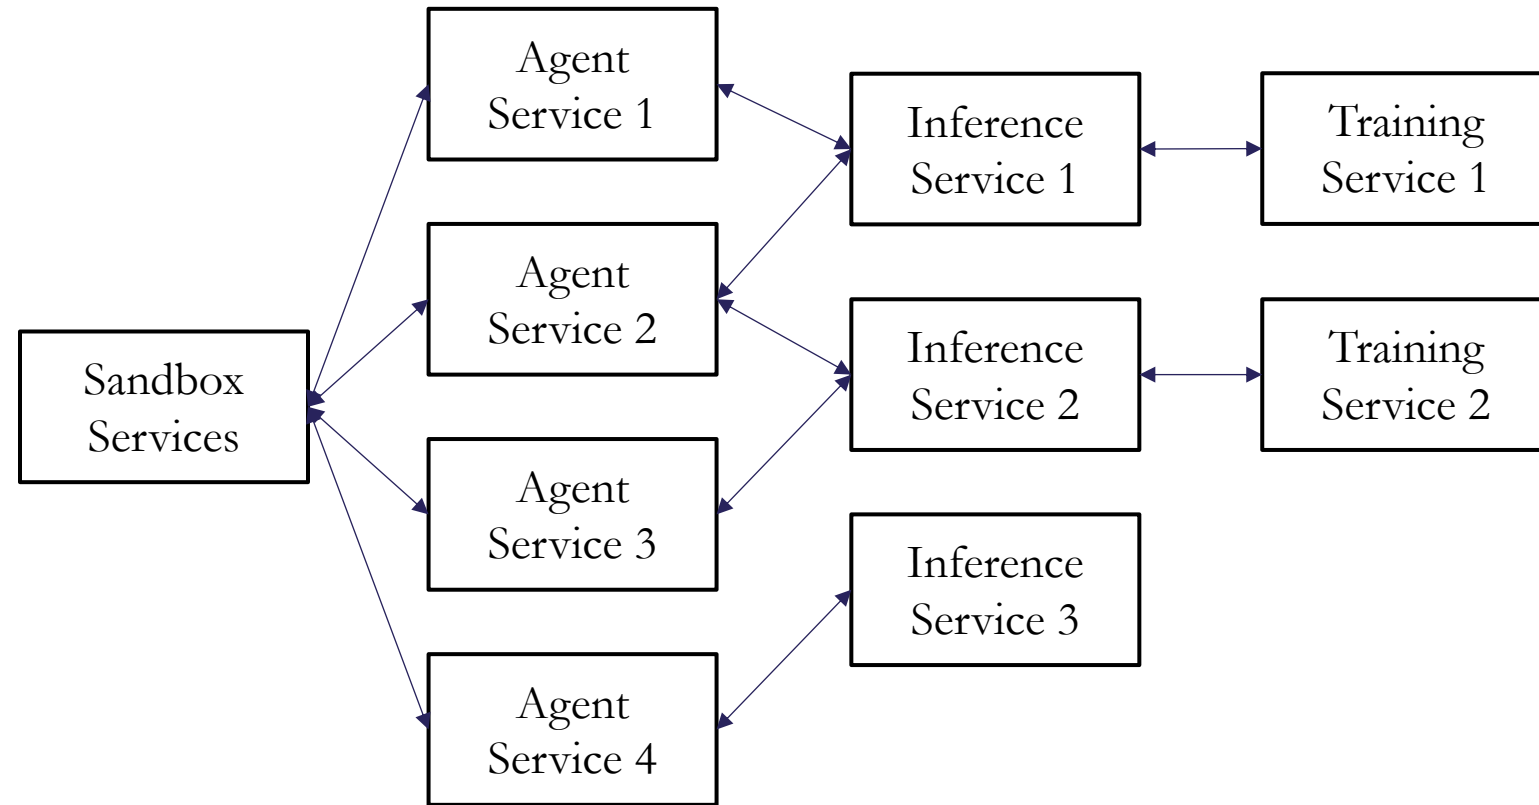 Sandbox
Services
Agent
Service 1
Agent
Service 2
Agent
Service 3
Agent
Service 4
Inference
Service 1
Inference
Service 2
Inference
Service 3
Training
Service 1
Training
Service 2